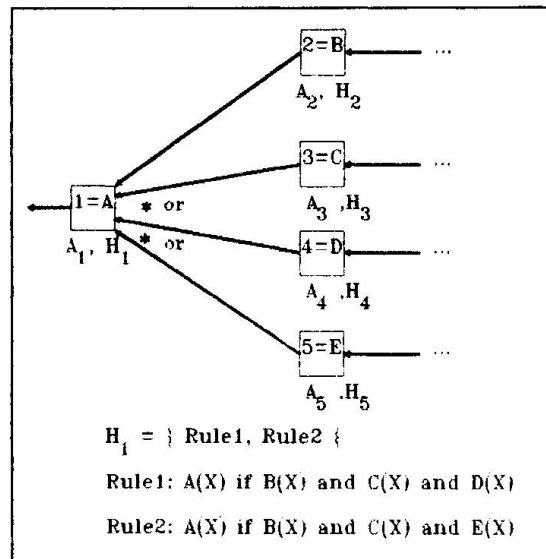 2=B
...
A2, H2
3=C
...
A3 ,H3
1=A
* or
A1, H1
* or
4=D
...
A4 ,H4
5=E
...
A5 ,H5
H1 = } Rule1, Rule2 {
Rule1: A(X) if B(X) and C(X) and D(X)
Rule2: A(X) if B(X) and C(X) and E(X)